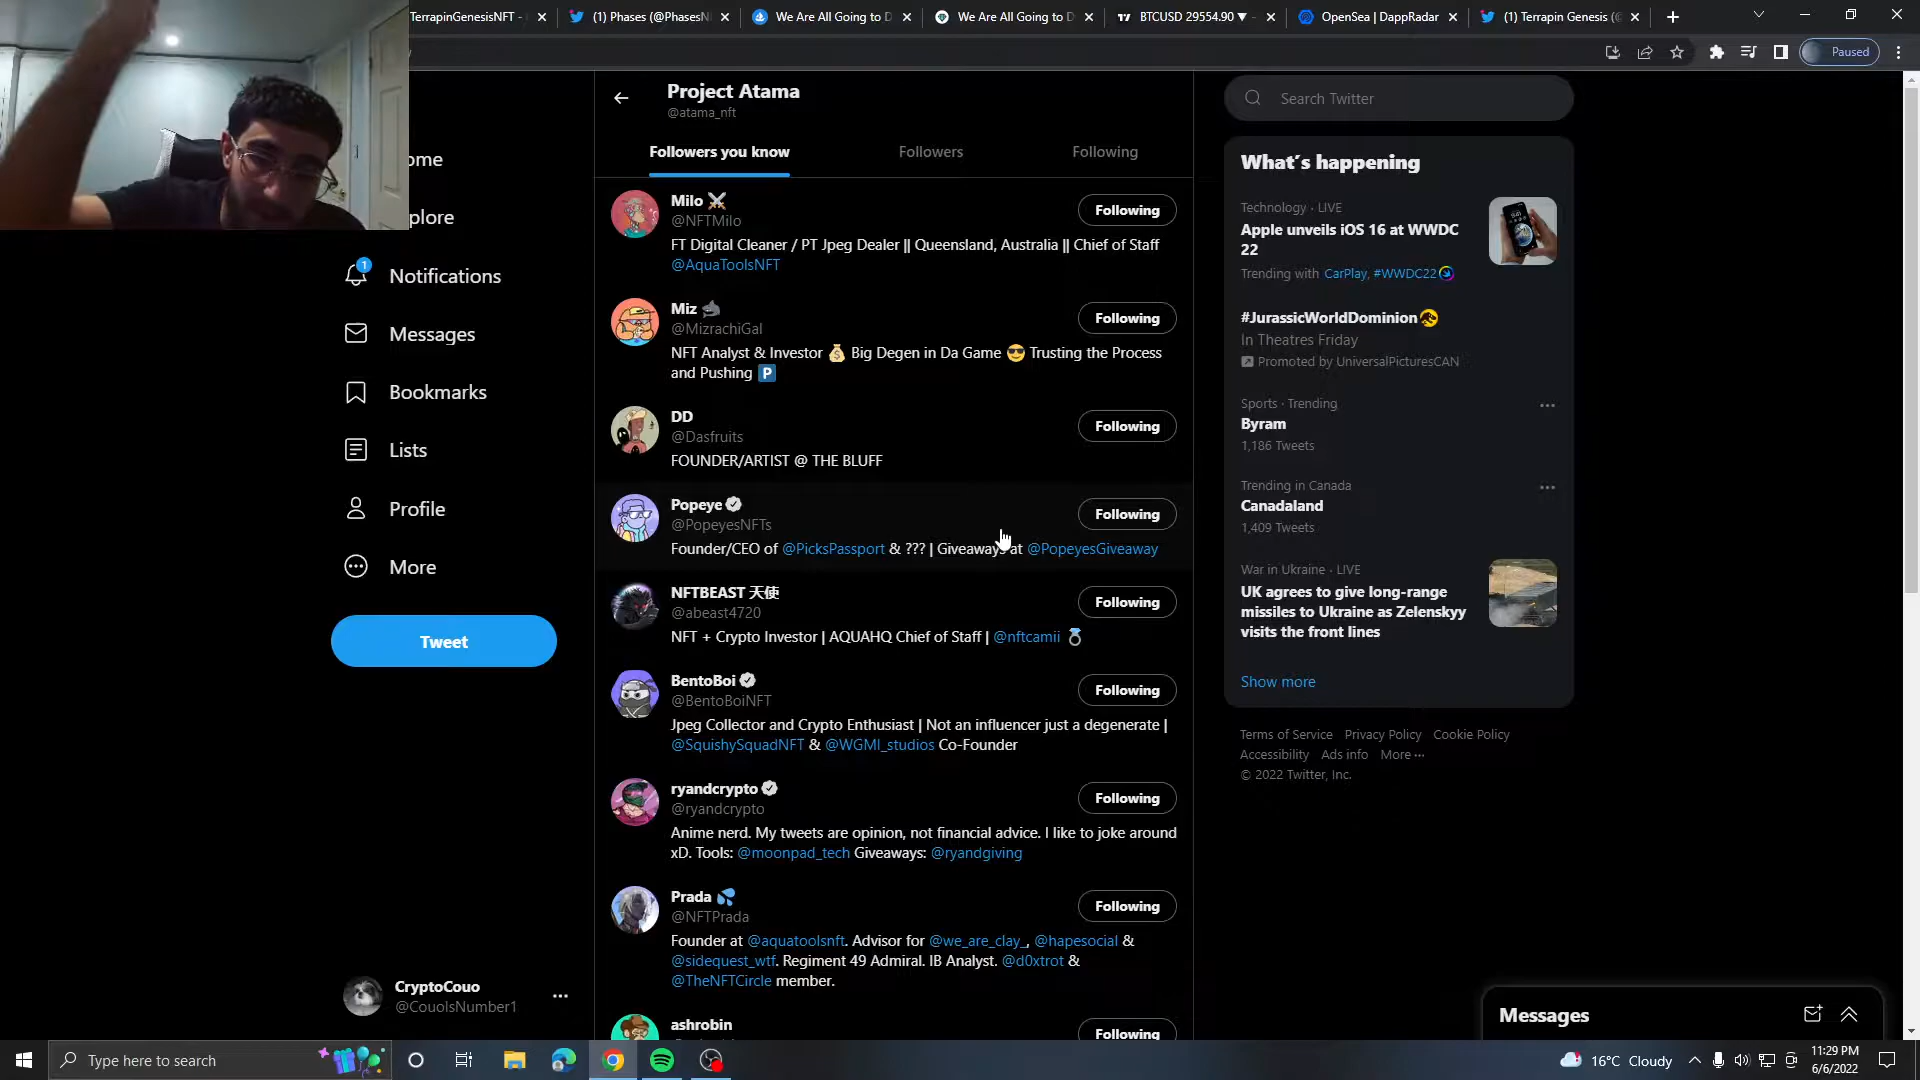 TerrapinGenesisNFT -
(1) Phases (@PhasesN
We Are All Going to D
We Are All Going to D
BTCUSD 29554.90 ▼
OpenSea | DappRadar
(1) Terrapin Genesis (@
Paused
ome
plore
1
Notifications
Messages
Bookmarks
Lists
Profile
More
Tweet
CryptoCouo
@CouoIsNumber1
Project Atama
@atama_nft
Followers you know
Followers
Following
Milo ⚔
@NFTMilo
Following
FT Digital Cleaner / PT Jpeg Dealer || Queensland, Australia || Chief of Staff
@AquaToolsNFT
Miz 🦈
@MizrachiGal
Following
NFT Analyst & Investor 💰 Big Degen in Da Game 😎 Trusting the Process
and Pushing 🅿
DD
@Dasfruits
Following
FOUNDER/ARTIST @ THE BLUFF
Popeye
@PopeyesNFTs
Following
Founder/CEO of @PicksPassport & ??? | Giveaways at @PopeyesGiveaway
NFTBEAST 天使
@abeast4720
Following
NFT + Crypto Investor | AQUAHQ Chief of Staff | @nftcamii 💍
BentoBoi
@BentoBoiNFT
Following
Jpeg Collector and Crypto Enthusiast | Not an influencer just a degenerate |
@SquishySquadNFT & @WGMI_studios Co-Founder
ryandcrypto
@ryandcrypto
Following
Anime nerd. My tweets are opinion, not financial advice. I like to joke around
xD. Tools: @moonpad_tech Giveaways: @ryandgiving
Prada 💦
@NFTPrada
Following
Founder at @aquatoolsnft. Advisor for @we_are_clay_, @hapesocial &
@sidequest_wtf. Regiment 49 Admiral. IB Analyst. @d0xtrot &
@TheNFTCircle member.
ashrobin
Following
Search Twitter
What's happening
Technology · LIVE
Apple unveils iOS 16 at WWDC
22
Trending with CarPlay, #WWDC22
#JurassicWorldDominion
In Theatres Friday
Promoted by UniversalPicturesCAN
Sports · Trending
Byram
1,186 Tweets
Trending in Canada
Canadaland
1,409 Tweets
War in Ukraine · LIVE
UK agrees to give long-range
missiles to Ukraine as Zelenskyy
visits the front lines
Show more
Terms of Service Privacy Policy Cookie Policy
Accessibility Ads info More ···
© 2022 Twitter, Inc.
Messages
Type here to search
16°C Cloudy
11:29 PM
6/6/2022